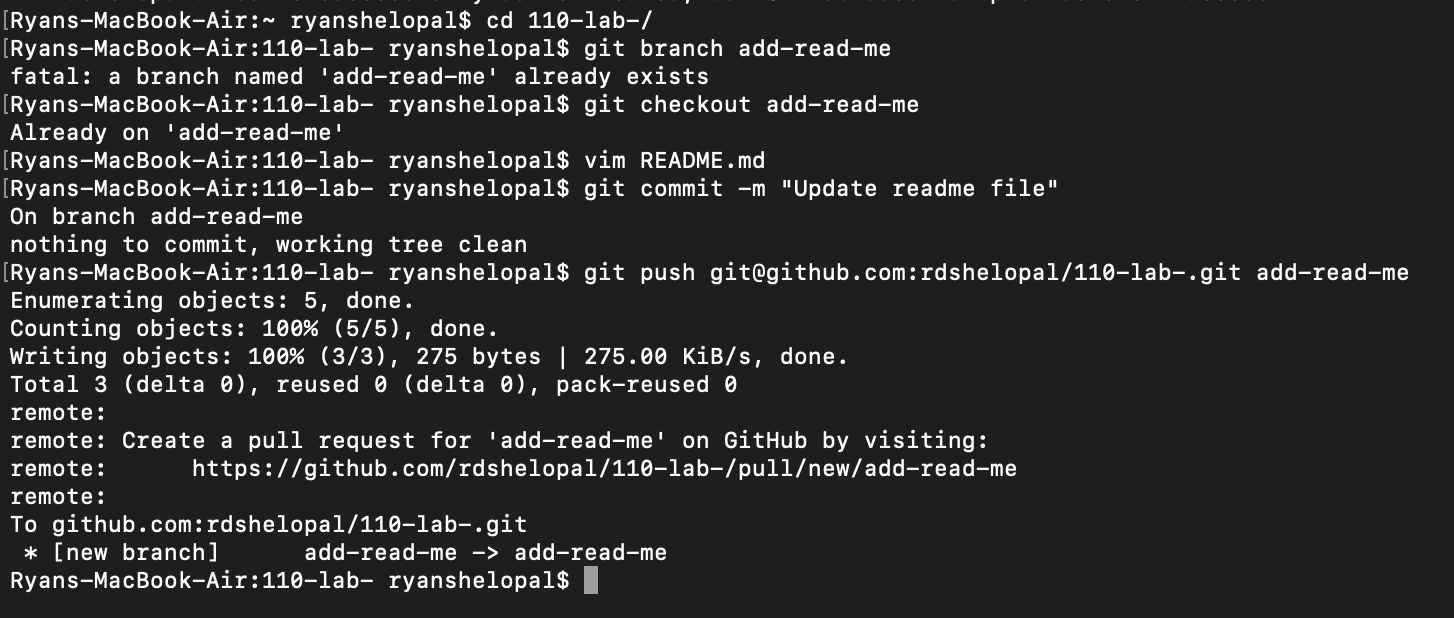 [Ryans-MacBook-Air:~ ryanshelopal$ cd 110-lab-/
[Ryans-MacBook-Air:110-lab- ryanshelopal$ git branch add-read-me
fatal: a branch named 'add-read-me' already exists
[Ryans-MacBook-Air:110-lab- ryanshelopal$ git checkout add-read-me
Already on 'add-read-me'
[Ryans-MacBook-Air:110-lab- ryanshelopal$ vim README.md
[Ryans-MacBook-Air:110-lab- ryanshelopal$ git commit -m "Update readme file"
On branch add-read-me
nothing to commit, working tree clean
[Ryans-MacBook-Air:110-lab- ryanshelopal$ git push git@github.com:rdshelopal/110-lab-.git add-read-me
Enumerating objects: 5, done.
Counting objects: 100% (5/5), done.
Writing objects: 100% (3/3), 275 bytes | 275.00 KiB/s, done.
Total 3 (delta 0), reused 0 (delta 0), pack-reused 0
remote:
remote: Create a pull request for 'add-read-me' on GitHub by visiting:
remote:      https://github.com/rdshelopal/110-lab-/pull/new/add-read-me
remote:
To github.com:rdshelopal/110-lab-.git
 * [new branch]      add-read-me -> add-read-me
Ryans-MacBook-Air:110-lab- ryanshelopal$